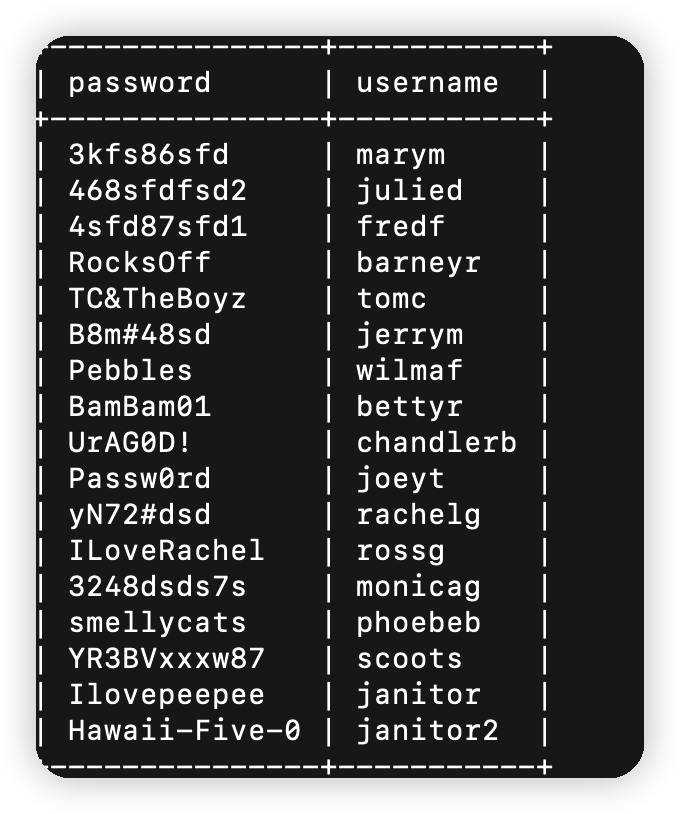 password | username
3kfs86sfd | marym
468sfdfsd2 | julied
4sfd87sfd1 | fredf
RocksOff | barneyr
TC&TheBoyz | tomc
B8m#48sd | jerrym
Pebbles | wilmaf
BamBam01 | bettyr
UrAG0D! | chandlerb
Passw0rd | joeyt
yN72#dsd | rachelg
ILoveRachel | rossg
3248dsds7s | monicag
smellycats | phoebeb
YR3BVxxxw87 | scoots
Ilovepeepee | janitor
Hawaii-Five-0 | janitor2